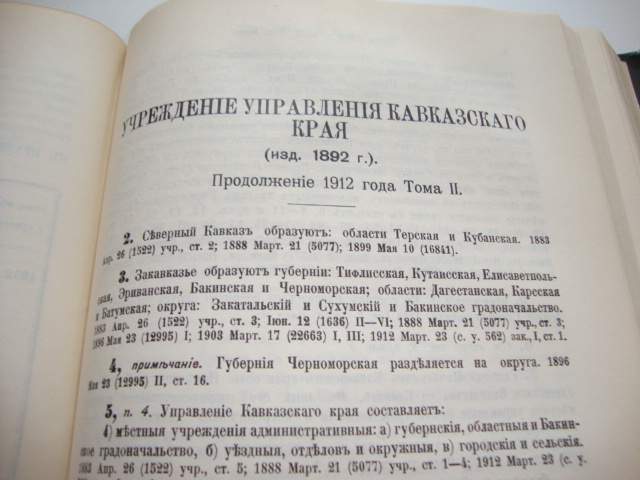 УЧРЕЖДЕНІЕ УПРАВЛЕНІЯ КАВКАЗСКАГО
КРАЯ
(изд. 1892 г.).
Продолженіе 1912 года Тома II.
2. Сѣверный Кавказъ образуютъ: области Терская и Кубанская. 1883
Апр. 26 (1522) учр., ст. 2; 1888 Март. 21 (5077); 1899 Мая 10 (16841).
3. Закавказье образуютъ губерніи: Тифлисская, Кутаисская, Елисаветполь-
ская, Эриванская, Бакинская и Черноморская; области: Дагестанская, Карсская
и Батумская; округа: Закатальскій и Сухумскій и Бакинское градоначальство.
1883 Апр. 26 (1522) учр., ст. 3; Іюн. 12 (1636) II—VI; 1888 Март. 21 (5077) учр., ст. 3;
1896 Мая 23 (12995) I; 1903 Март. 17 (22663) I, III; 1912 Март. 23 (с. у. 562) зак., I, ст. 1.
4, примѣчаніе. Губернія Черноморская раздѣляется на округа. 1896
Мая 23 (12995) II, ст. 16.
5, п. 4. Управленіе Кавказскаго края составляетъ:
4) мѣстныя учрежденія административныя: а) губернскія, областныя и Бакин-
ское градоначальство, б) уѣздныя, отдѣловъ и окружныя, в) городскія и сельскія.
1883 Апр. 26 (1522) учр., ст. 5; 1888 Март. 21 (5077) учр., ст. 1—4; 1912 Март. 23 (с. у.